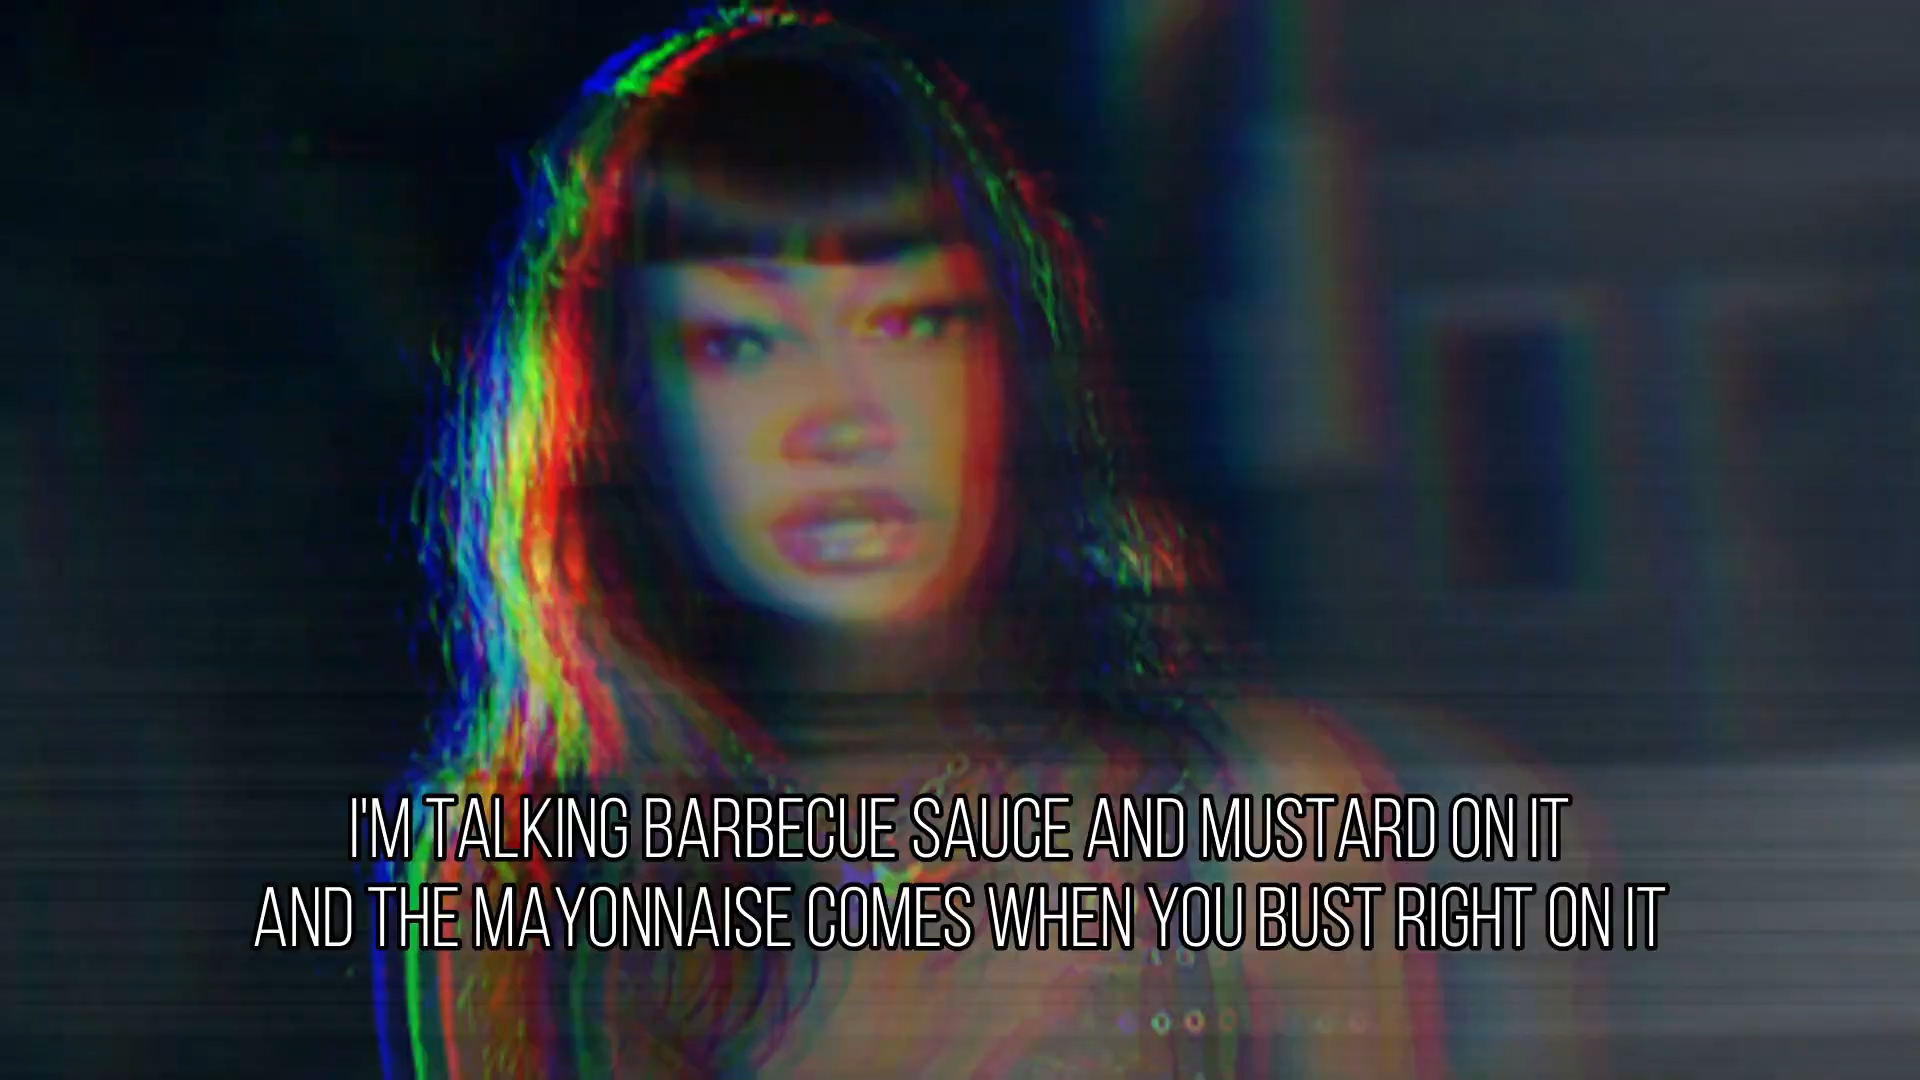 I'M TALKING BARBECUE SAUCE AND MUSTARD ON IT
AND THE MAYONNAISE COMES WHEN YOU BUST RIGHT ON IT